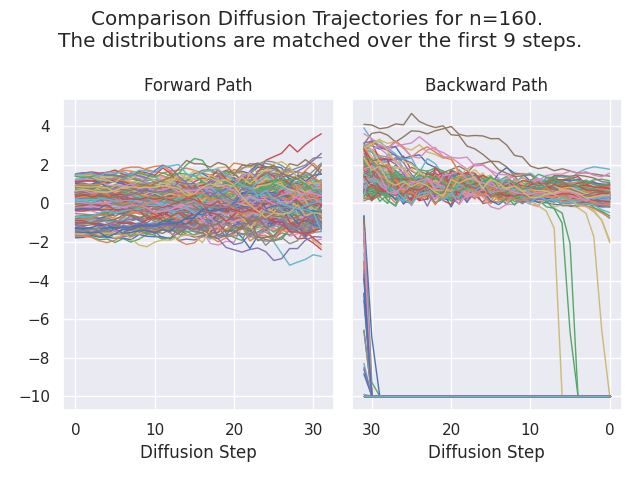 Comparison Diffusion Trajectories for n=160.
The distributions are matched over the first 9 steps.
Forward Path
Backward Path
4
2
0
−2
−4
−6
−8
−10
0 10 20 30
30 20 10 0
Diffusion Step
Diffusion Step